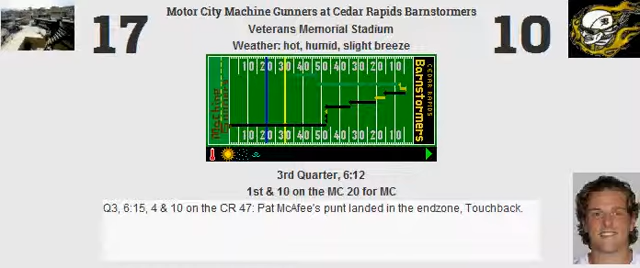 Motor City Machine Gunners at Cedar Rapids Barnstormers
17
10
Veterans Memorial Stadium
Weather: hot, humid, slight breeze
10 20 30 40 50 40 30 20 10
Machine Gunners
CEDAR RAPIDS
Barnstormers
10 20 30 40 50 40 30 20 10
3rd Quarter, 6:12
1st & 10 on the MC 20 for MC
Q3, 6:15, 4 & 10 on the CR 47: Pat McAfee's punt landed in the endzone, Touchback.